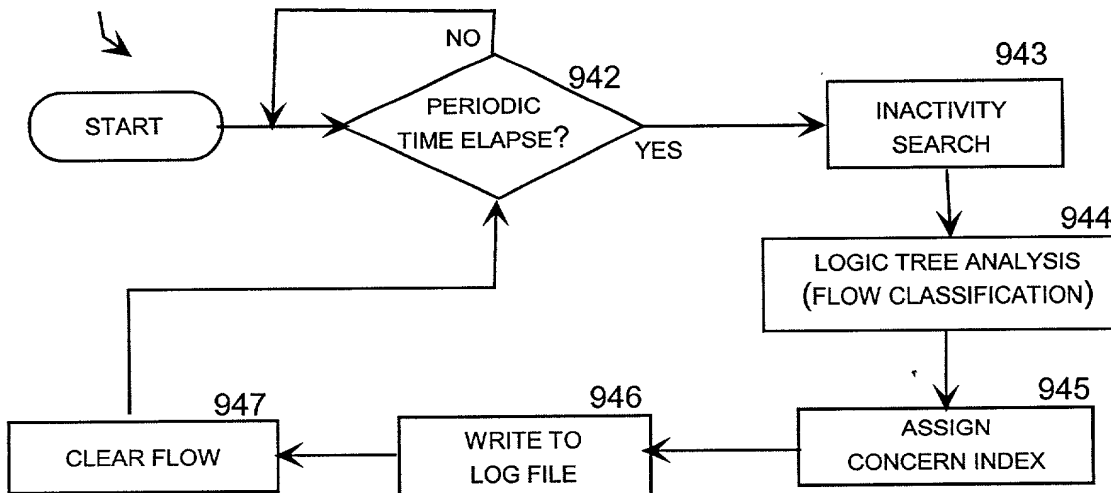 NO
942
943
START
PERIODIC
TIME ELAPSE?
YES
INACTIVITY
SEARCH
944
LOGIC TREE ANALYSIS
(FLOW CLASSIFICATION)
947
946
945
CLEAR FLOW
WRITE TO
LOG FILE
ASSIGN
CONCERN INDEX